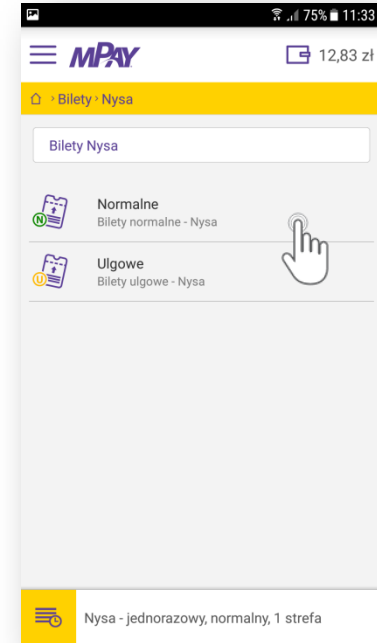 75% 11:33
mPAY 12,83 zł
> Bilety > Nysa
Bilety Nysa
Normalne
N Bilety normalne - Nysa
Ulgowe
U Bilety ulgowe - Nysa
Nysa - jednorazowy, normalny, 1 strefa